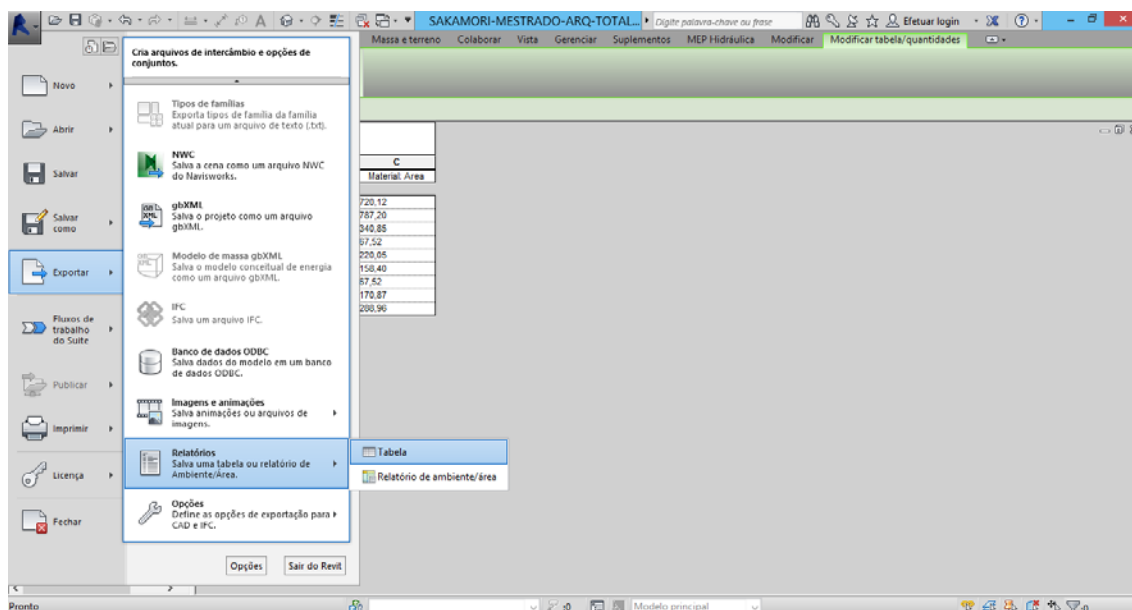 SAKAMORI-MESTRADO-ARQ-TOTAL...
Digite palavra-chave ou frase
Efetuar login
Massa e terreno
Colaborar
Vista
Gerenciar
Suplementos
MEP Hidráulica
Modificar
Modificar tabela/quantidades
Cria arquivos de intercâmbio e opções de
conjuntos.
Novo
Abrir
Salvar
Salvar
como
Exportar
Fluxos de
trabalho
do Suite
Publicar
Imprimir
Licença
Fechar
Tipos de famílias
Exporta tipos de família da família
atual para um arquivo de texto (.txt).
NWC
Salva a cena como um arquivo NWC
do Navisworks.
gbXML
Salva o projeto como um arquivo
gbXML.
Modelo de massa gbXML
Salva o modelo conceitual de energia
como um arquivo gbXML.
IFC
Salva um arquivo IFC.
Banco de dados ODBC
Salva dados do modelo em um banco
de dados ODBC.
Imagens e animações
Salva animações ou arquivos de
imagens.
Relatórios
Salva uma tabela ou relatório de
Ambiente/Área.
Opções
Define as opções de exportação para
CAD e IFC.
Tabela
Relatório de ambiente/área
Opções
Sair do Revit
C
Material: Area
720,12
787,20
340,85
67,52
220,05
158,40
67,52
170,87
288,96
Pronto
:0
Modelo principal
:0